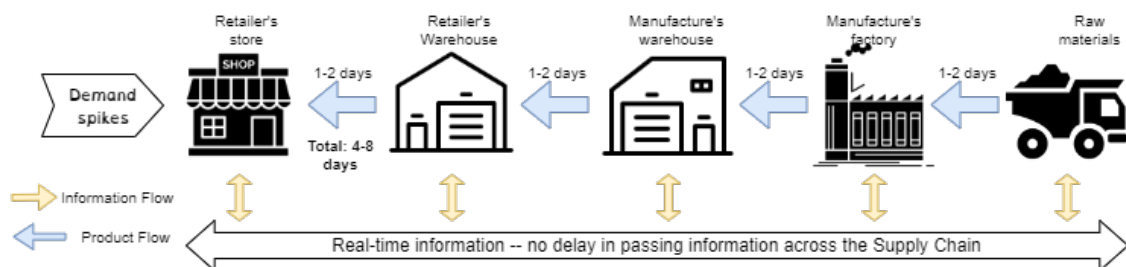 Retailer's
store
Retailer's
Warehouse
Manufacture's
warehouse
Manufacture's
factory
Raw
materials
SHOP
Demand
spikes
1-2 days
1-2 days
1-2 days
1-2 days
Total: 4-8
days
Information Flow
Product Flow
Real-time information -- no delay in passing information across the Supply Chain